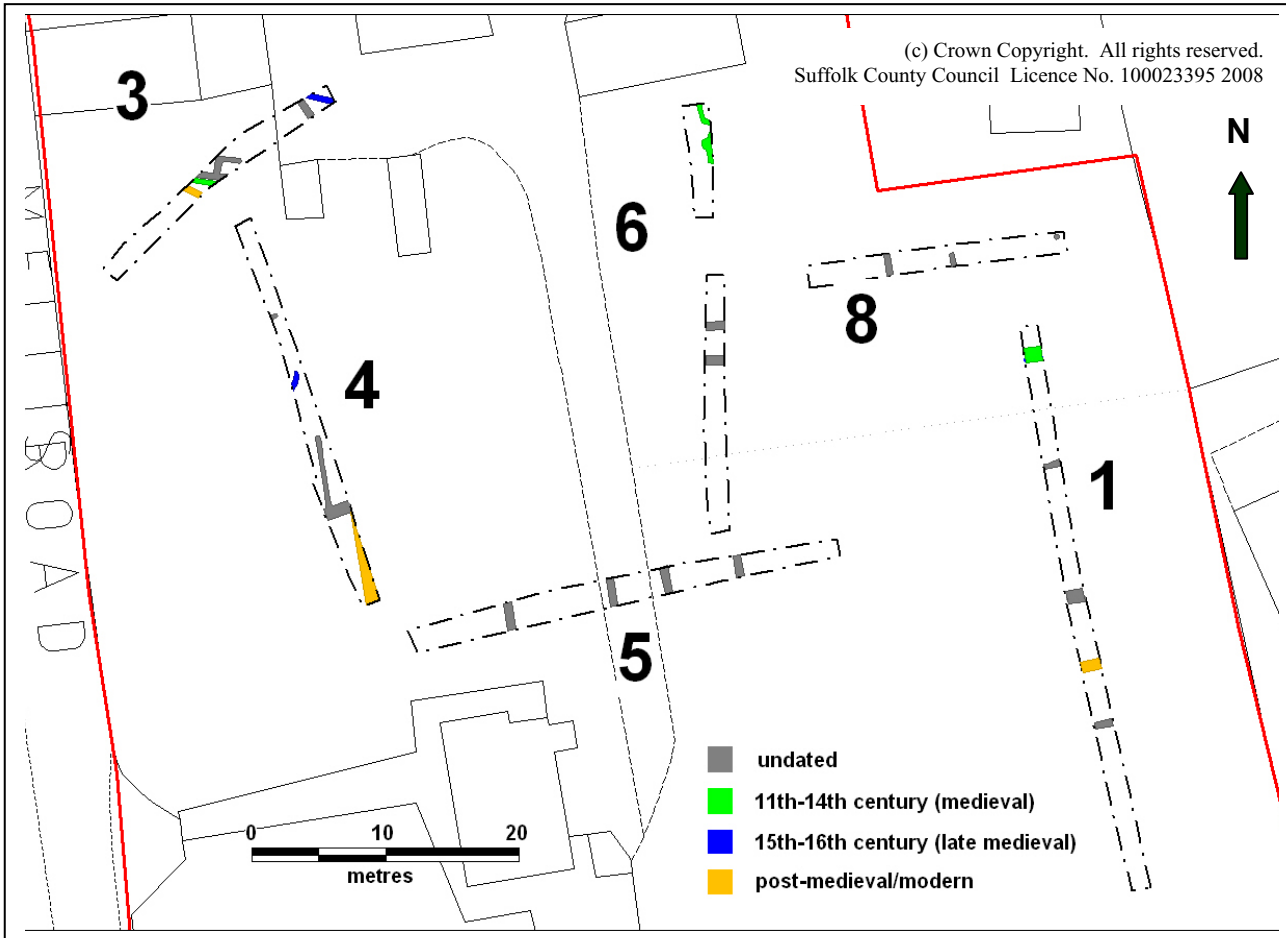 (c) Crown Copyright. All rights reserved.
Suffolk County Council Licence No. 100023395 2008
3
N
6
8
4
1
5
ROAD
undated
11th-14th century (medieval)
15th-16th century (late medieval)
post-medieval/modern
0 10 20
metres